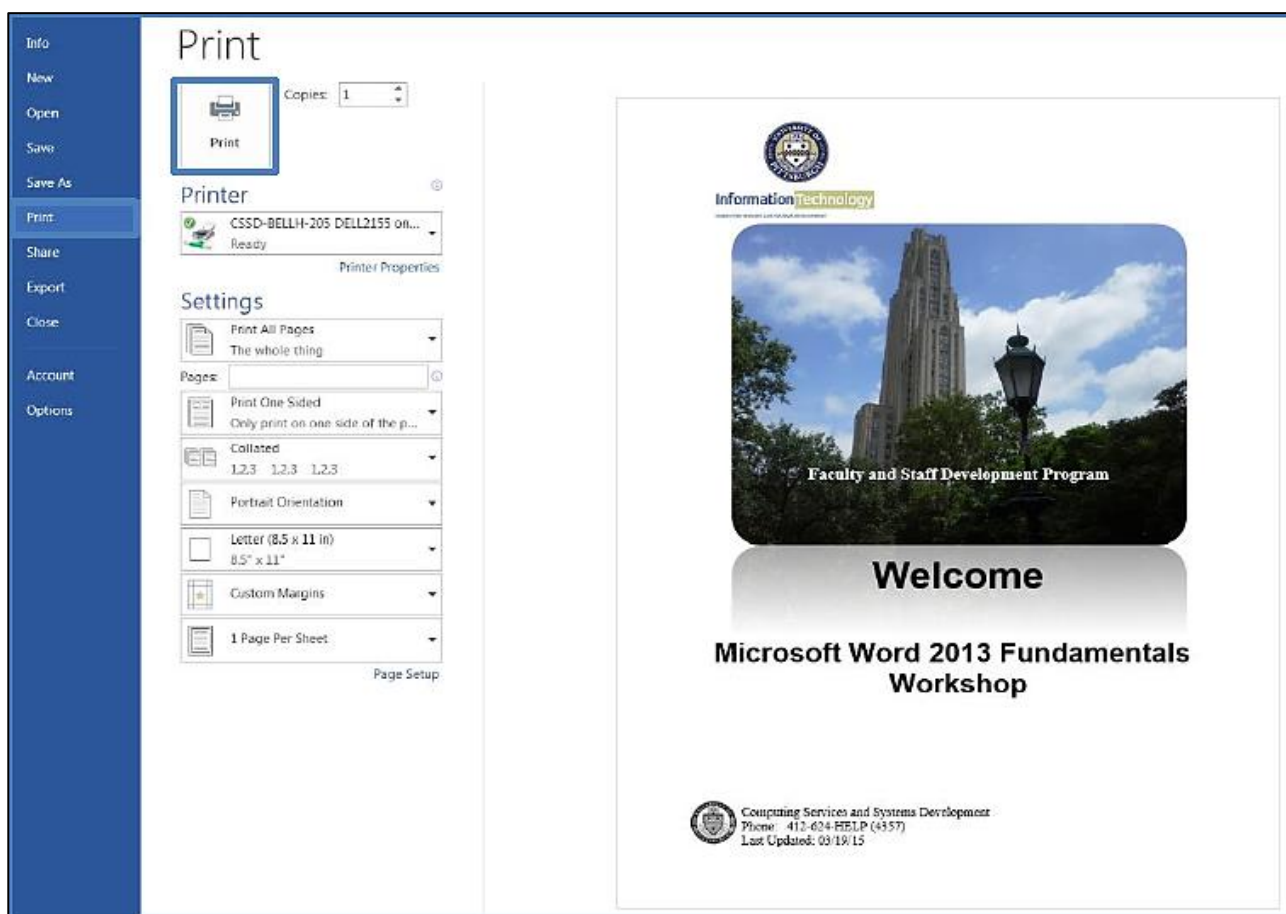 Info
New
Open
Save
Save As
Print
Share
Export
Close
Account
Options
Print
Print
Copies: 1
Printer
CSSD-BELLH-205 DELL2155 on...
Ready
Printer Properties
Settings
Print All Pages
The whole thing
Pages:
Print One Sided
Only print on one side of the p...
Collated
1,2,3 1,2,3 1,2,3
Portrait Orientation
Letter (8.5 x 11 in)
8.5" x 11"
Custom Margins
1 Page Per Sheet
Page Setup
UNIVERSITY OF
PITTSBURGH
Information Technology
Faculty and Staff Development Program
Welcome
Microsoft Word 2013 Fundamentals
Workshop
Computing Services and Systems Development
Phone: 412-624-HELP (4357)
Last Updated: 03/19/15